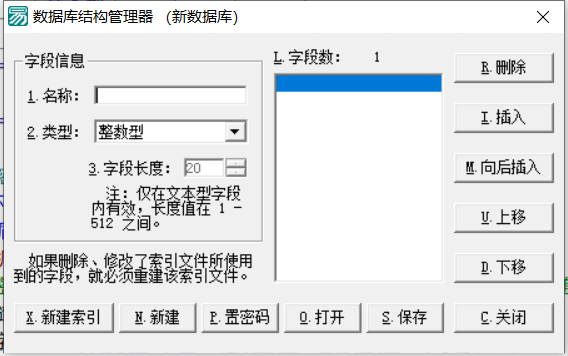 数据库结构管理器 （新数据库）
字段信息
1.名称：
2.类型：
整数型
3.字段长度：
20
注：仅在文本型字段
内有效，长度值在 1 -
512 之间。
如果删除、修改了索引文件所使用
到的字段，就必须重建该索引文件。
L.字段数： 1
R.删除
I.插入
M.向后插入
U.上移
D.下移
X.新建索引
N.新建
P.置密码
O.打开
S.保存
C.关闭